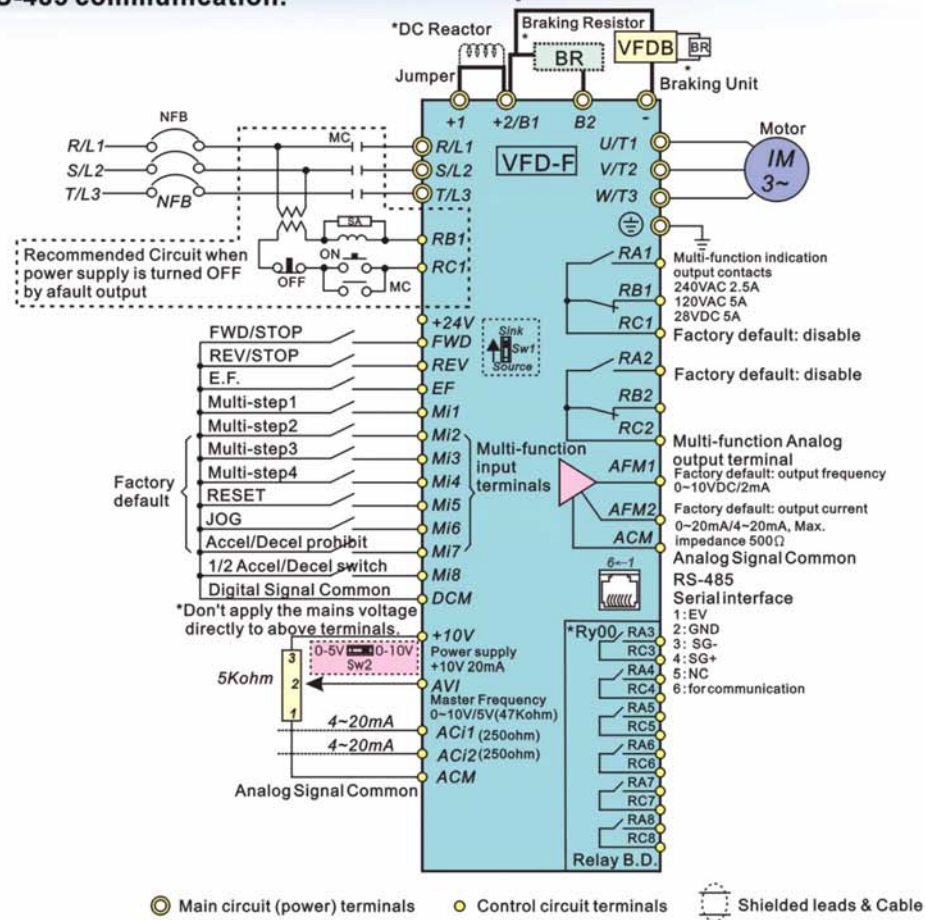 S-485 communication.
*DC Reactor
Braking Resistor
*
BR
VFDB
BR
*
Braking Unit
Jumper
+1
+2/B1
B2
-
NFB
MC
R/L1
S/L2
T/L3
NFB
R/L1
S/L2
T/L3
VFD-F
U/T1
V/T2
W/T3
Motor
IM
3~
SA
ON
OFF
MC
RB1
RC1
Recommended Circuit when
power supply is turned OFF
by afault output
RA1
RB1
RC1
Multi-function indication
output contacts
240VAC 2.5A
120VAC 5A
28VDC 5A
Factory default: disable
RA2
RB2
RC2
Factory default: disable
FWD/STOP
REV/STOP
E.F.
Multi-step1
Multi-step2
Multi-step3
Multi-step4
RESET
JOG
Accel/Decel prohibit
1/2 Accel/Decel switch
Digital Signal Common
Factory
default
+24V
FWD
REV
EF
Mi1
Mi2
Mi3
Mi4
Mi5
Mi6
Mi7
Mi8
DCM
Sink
Sw1
Source
Multi-function
input
terminals
AFM1
AFM2
ACM
Multi-function Analog
output terminal
Factory default: output frequency
0~10VDC/2mA
Factory default: output current
0~20mA/4~20mA, Max.
impedance 500Ω
Analog Signal Common
6←1
RS-485
Serial interface
1:EV
2:GND
3: SG-
4:SG+
5:NC
6:for communication
*Don't apply the mains voltage
directly to above terminals.
0-5V 0-10V
Sw2
5Kohm
3
2
1
+10V
Power supply
+10V 20mA
AVI
Master Frequency
0~10V/5V(47Kohm)
4~20mA
ACi1 (250ohm)
4~20mA
ACi2 (250ohm)
ACM
Analog Signal Common
*Ry00
RA3
RC3
RA4
RC4
RA5
RC5
RA6
RC6
RA7
RC7
RA8
RC8
Relay B.D.
Main circuit (power) terminals
Control circuit terminals
Shielded leads & Cable